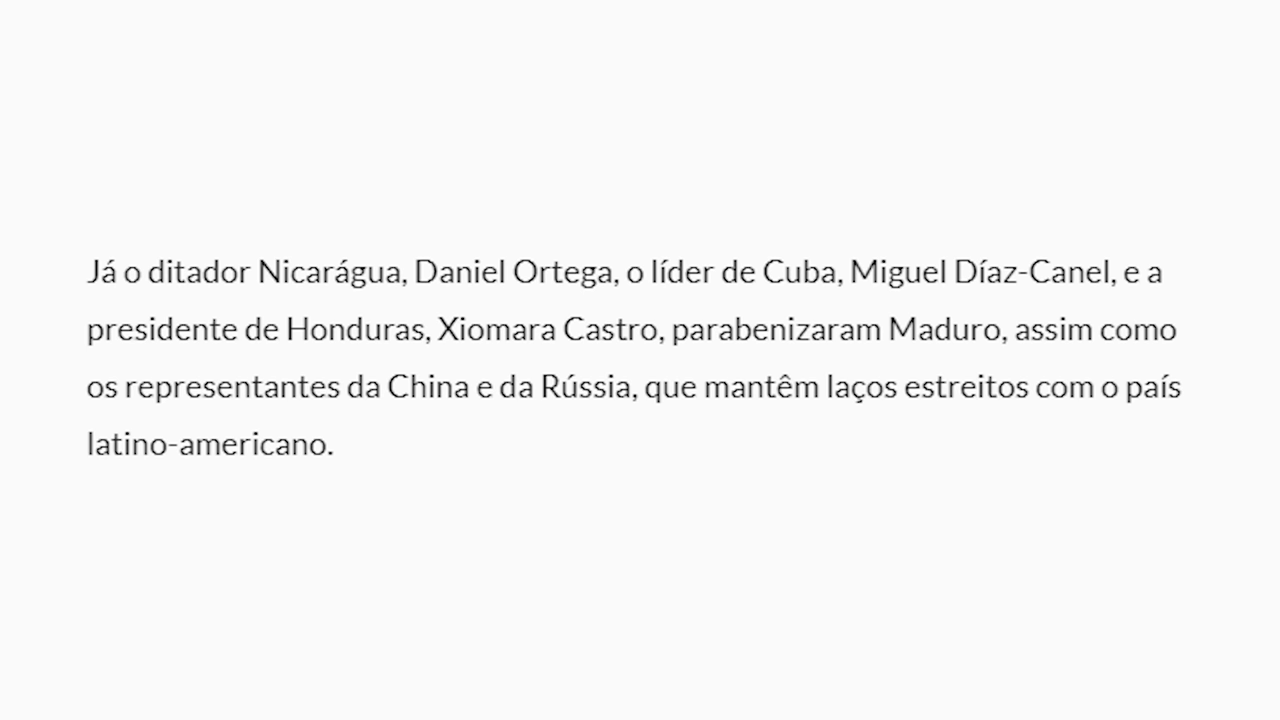 Já o ditador Nicarágua, Daniel Ortega, o líder de Cuba, Miguel Díaz-Canel, e a
presidente de Honduras, Xiomara Castro, parabenizaram Maduro, assim como
os representantes da China e da Rússia, que mantêm laços estreitos com o país
latino-americano.